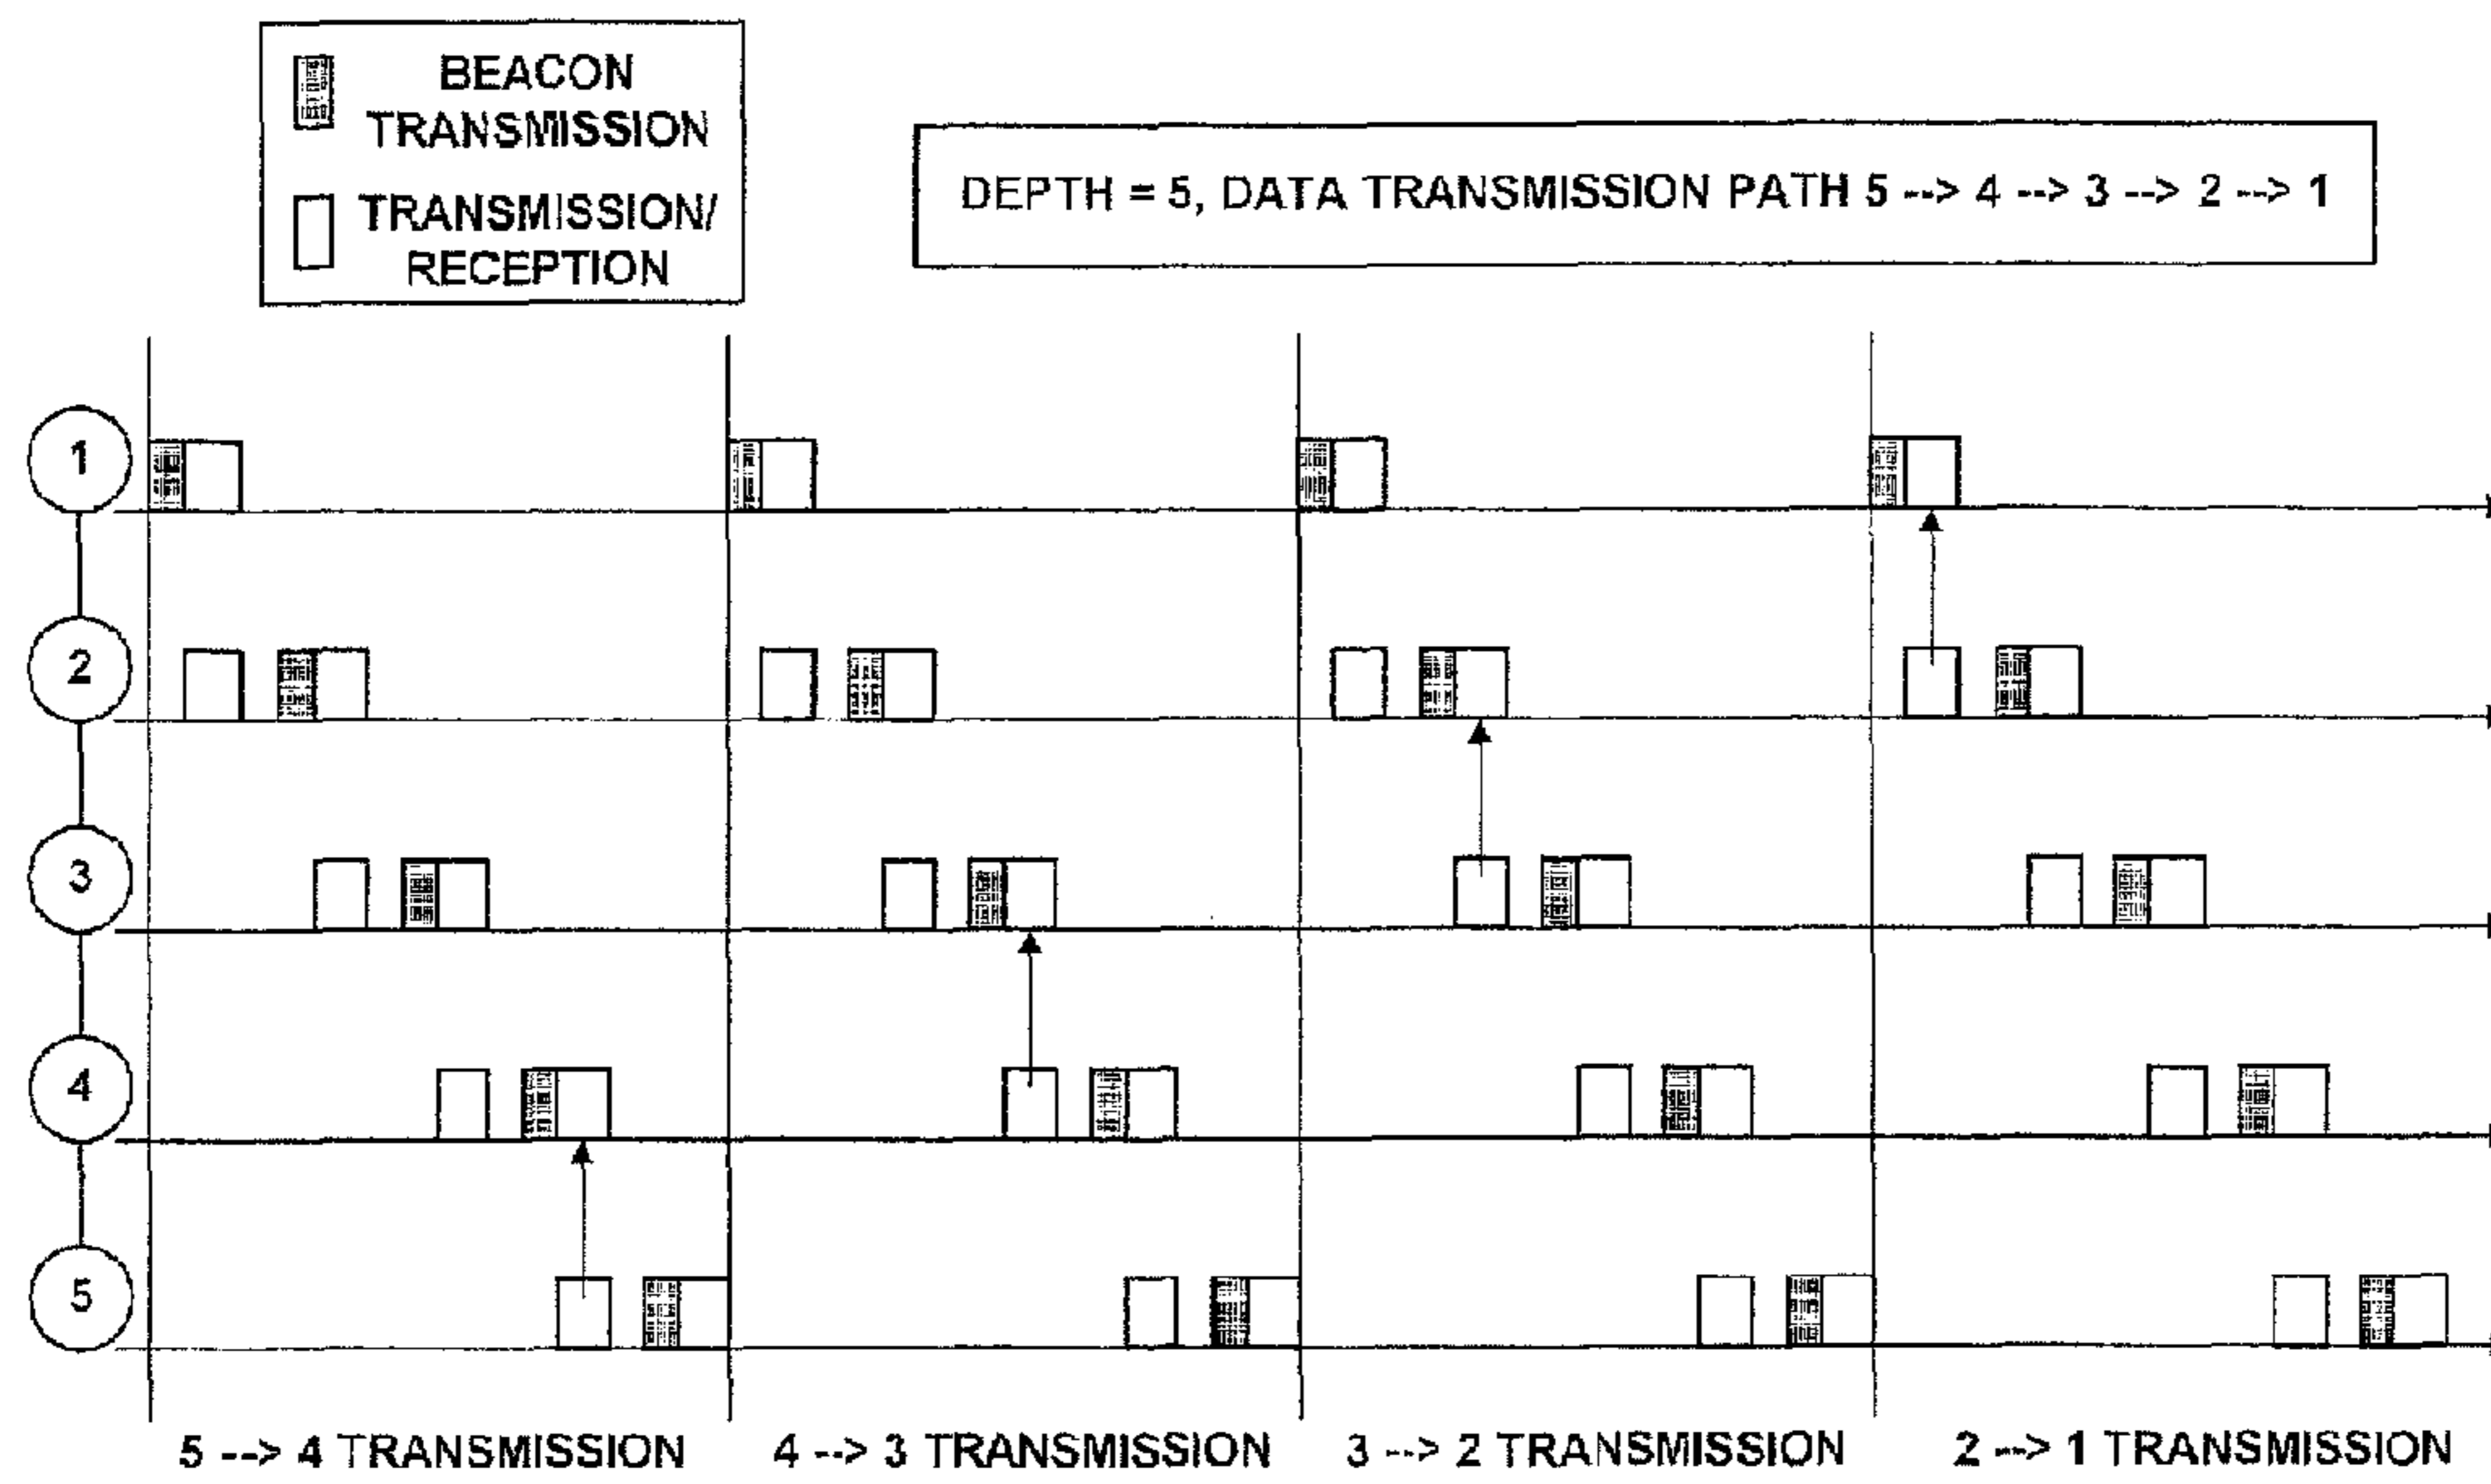 BEACON
TRANSMISSION
TRANSMISSION/
RECEPTION
DEPTH = 5, DATA TRANSMISSION PATH 5 --> 4 --> 3 --> 2 --> 1
1
2
3
4
5
5 --> 4 TRANSMISSION
4 --> 3 TRANSMISSION
3 --> 2 TRANSMISSION
2 --> 1 TRANSMISSION